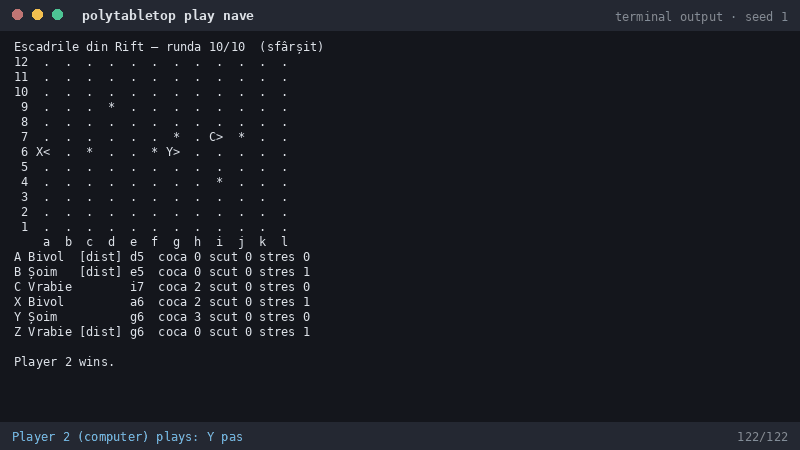 polytabletop play nave
terminal output · seed 1
Escadrile din Rift — runda 10/10  (sfârșit)
12  .  .  .  .  .  .  .  .  .  .  .  .
11  .  .  .  .  .  .  .  .  .  .  .  .
10  .  .  .  .  .  .  .  .  .  .  .  .
 9  .  .  .  *  .  .  .  .  .  .  .  .
 8  .  .  .  .  .  .  .  .  .  .  .  .
 7  .  .  .  .  .  .  *  .  C>  *  .  .
 6 X<  .  *  .  .  * Y>  .  .  .  .  .
 5  .  .  .  .  .  .  .  .  .  .  .  .
 4  .  .  .  .  .  .  .  .  *  .  .  .
 3  .  .  .  .  .  .  .  .  .  .  .  .
 2  .  .  .  .  .  .  .  .  .  .  .  .
 1  .  .  .  .  .  .  .  .  .  .  .  .
    a  b  c  d  e  f  g  h  i  j  k  l
A Bivol  [dist] d5  coca 0 scut 0 stres 0
B Șoim   [dist] e5  coca 0 scut 0 stres 1
C Vrabie        i7  coca 2 scut 0 stres 0
X Bivol         a6  coca 2 scut 0 stres 1
Y Șoim          g6  coca 3 scut 0 stres 0
Z Vrabie [dist] g6  coca 0 scut 0 stres 1
Player 2 wins.
Player 2 (computer) plays: Y pas
122/122